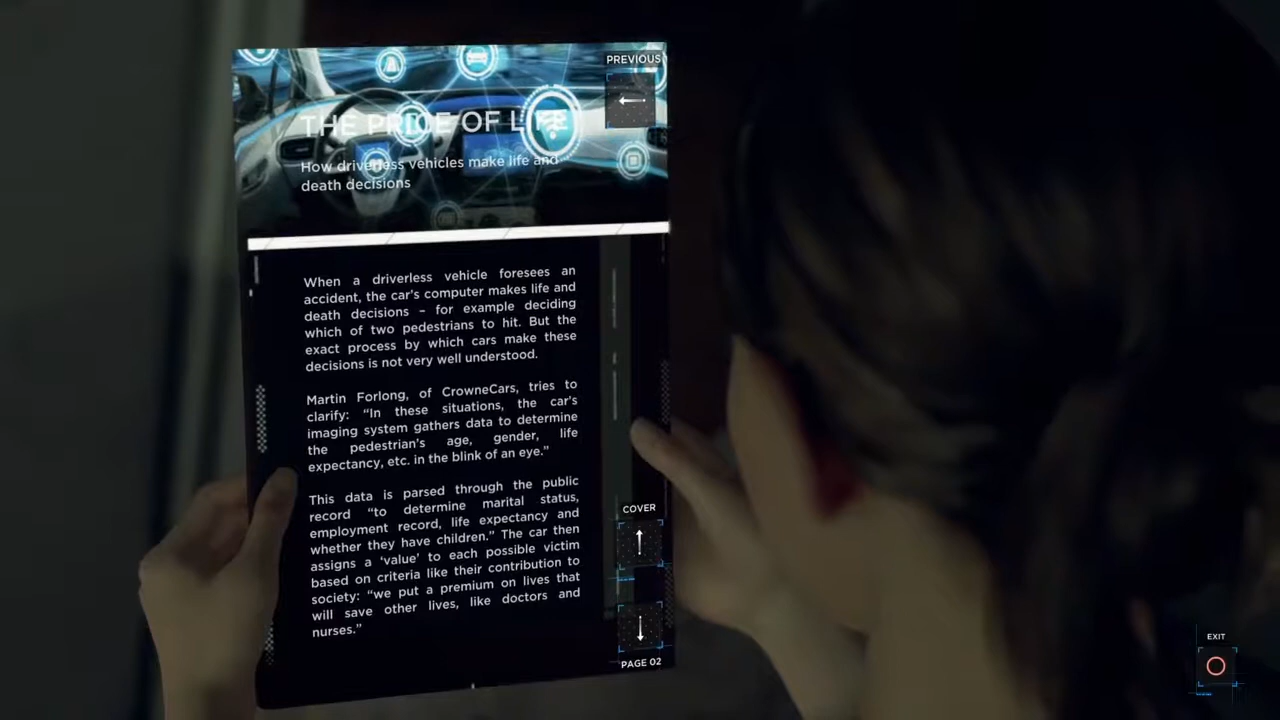 PREVIOUS
THE PRICE OF LIFE
How driverless vehicles make life and
death decisions
When a driverless vehicle foresees an
accident, the car's computer makes life and
death decisions – for example deciding
which of two pedestrians to hit. But the
exact process by which cars make these
decisions is not very well understood.
Martin Forlong, of CrowneCars, tries to
clarify: “In these situations, the car's
imaging system gathers data to determine
the pedestrian's age, gender, life
expectancy, etc. in the blink of an eye.”
This data is parsed through the public
record “to determine marital status,
employment record, life expectancy and
whether they have children.” The car then
assigns a ‘value’ to each possible victim
based on criteria like their contribution to
society: “we put a premium on lives that
will save other lives, like doctors and
nurses.”
COVER
PAGE 02
EXIT